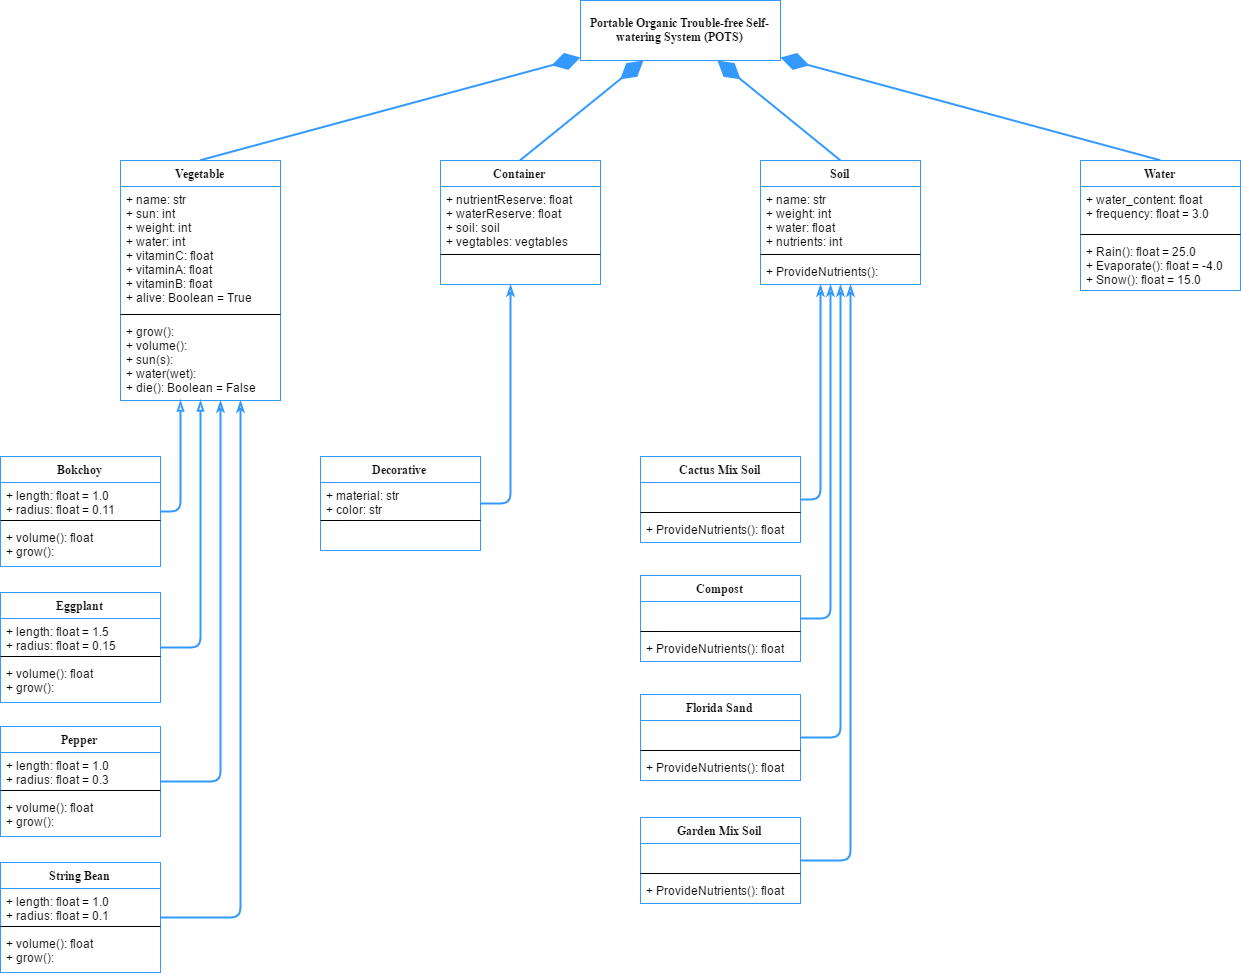 Portable Organic Trouble-free Self-
watering System (POTS)
Vegetable
+ name: str
+ sun: int
+ weight: int
+ water: int
+ vitaminC: float
+ vitaminA: float
+ vitaminB: float
+ alive: Boolean = True
+ grow():
+ volume():
+ sun(s):
+ water(wet):
+ die(): Boolean = False
Container
+ nutrientReserve: float
+ waterReserve: float
+ soil: soil
+ vegtables: vegtables
Soil
+ name: str
+ weight: int
+ water: float
+ nutrients: int
+ ProvideNutrients():
Water
+ water_content: float
+ frequency: float = 3.0
+ Rain(): float = 25.0
+ Evaporate(): float = -4.0
+ Snow(): float = 15.0
Bokchoy
+ length: float = 1.0
+ radius: float = 0.11
+ volume(): float
+ grow():
Eggplant
+ length: float = 1.5
+ radius: float = 0.15
+ volume(): float
+ grow():
Pepper
+ length: float = 1.0
+ radius: float = 0.3
+ volume(): float
+ grow():
String Bean
+ length: float = 1.0
+ radius: float = 0.1
+ volume(): float
+ grow():
Decorative
+ material: str
+ color: str
Cactus Mix Soil
+ ProvideNutrients(): float
Compost
+ ProvideNutrients(): float
Florida Sand
+ ProvideNutrients(): float
Garden Mix Soil
+ ProvideNutrients(): float